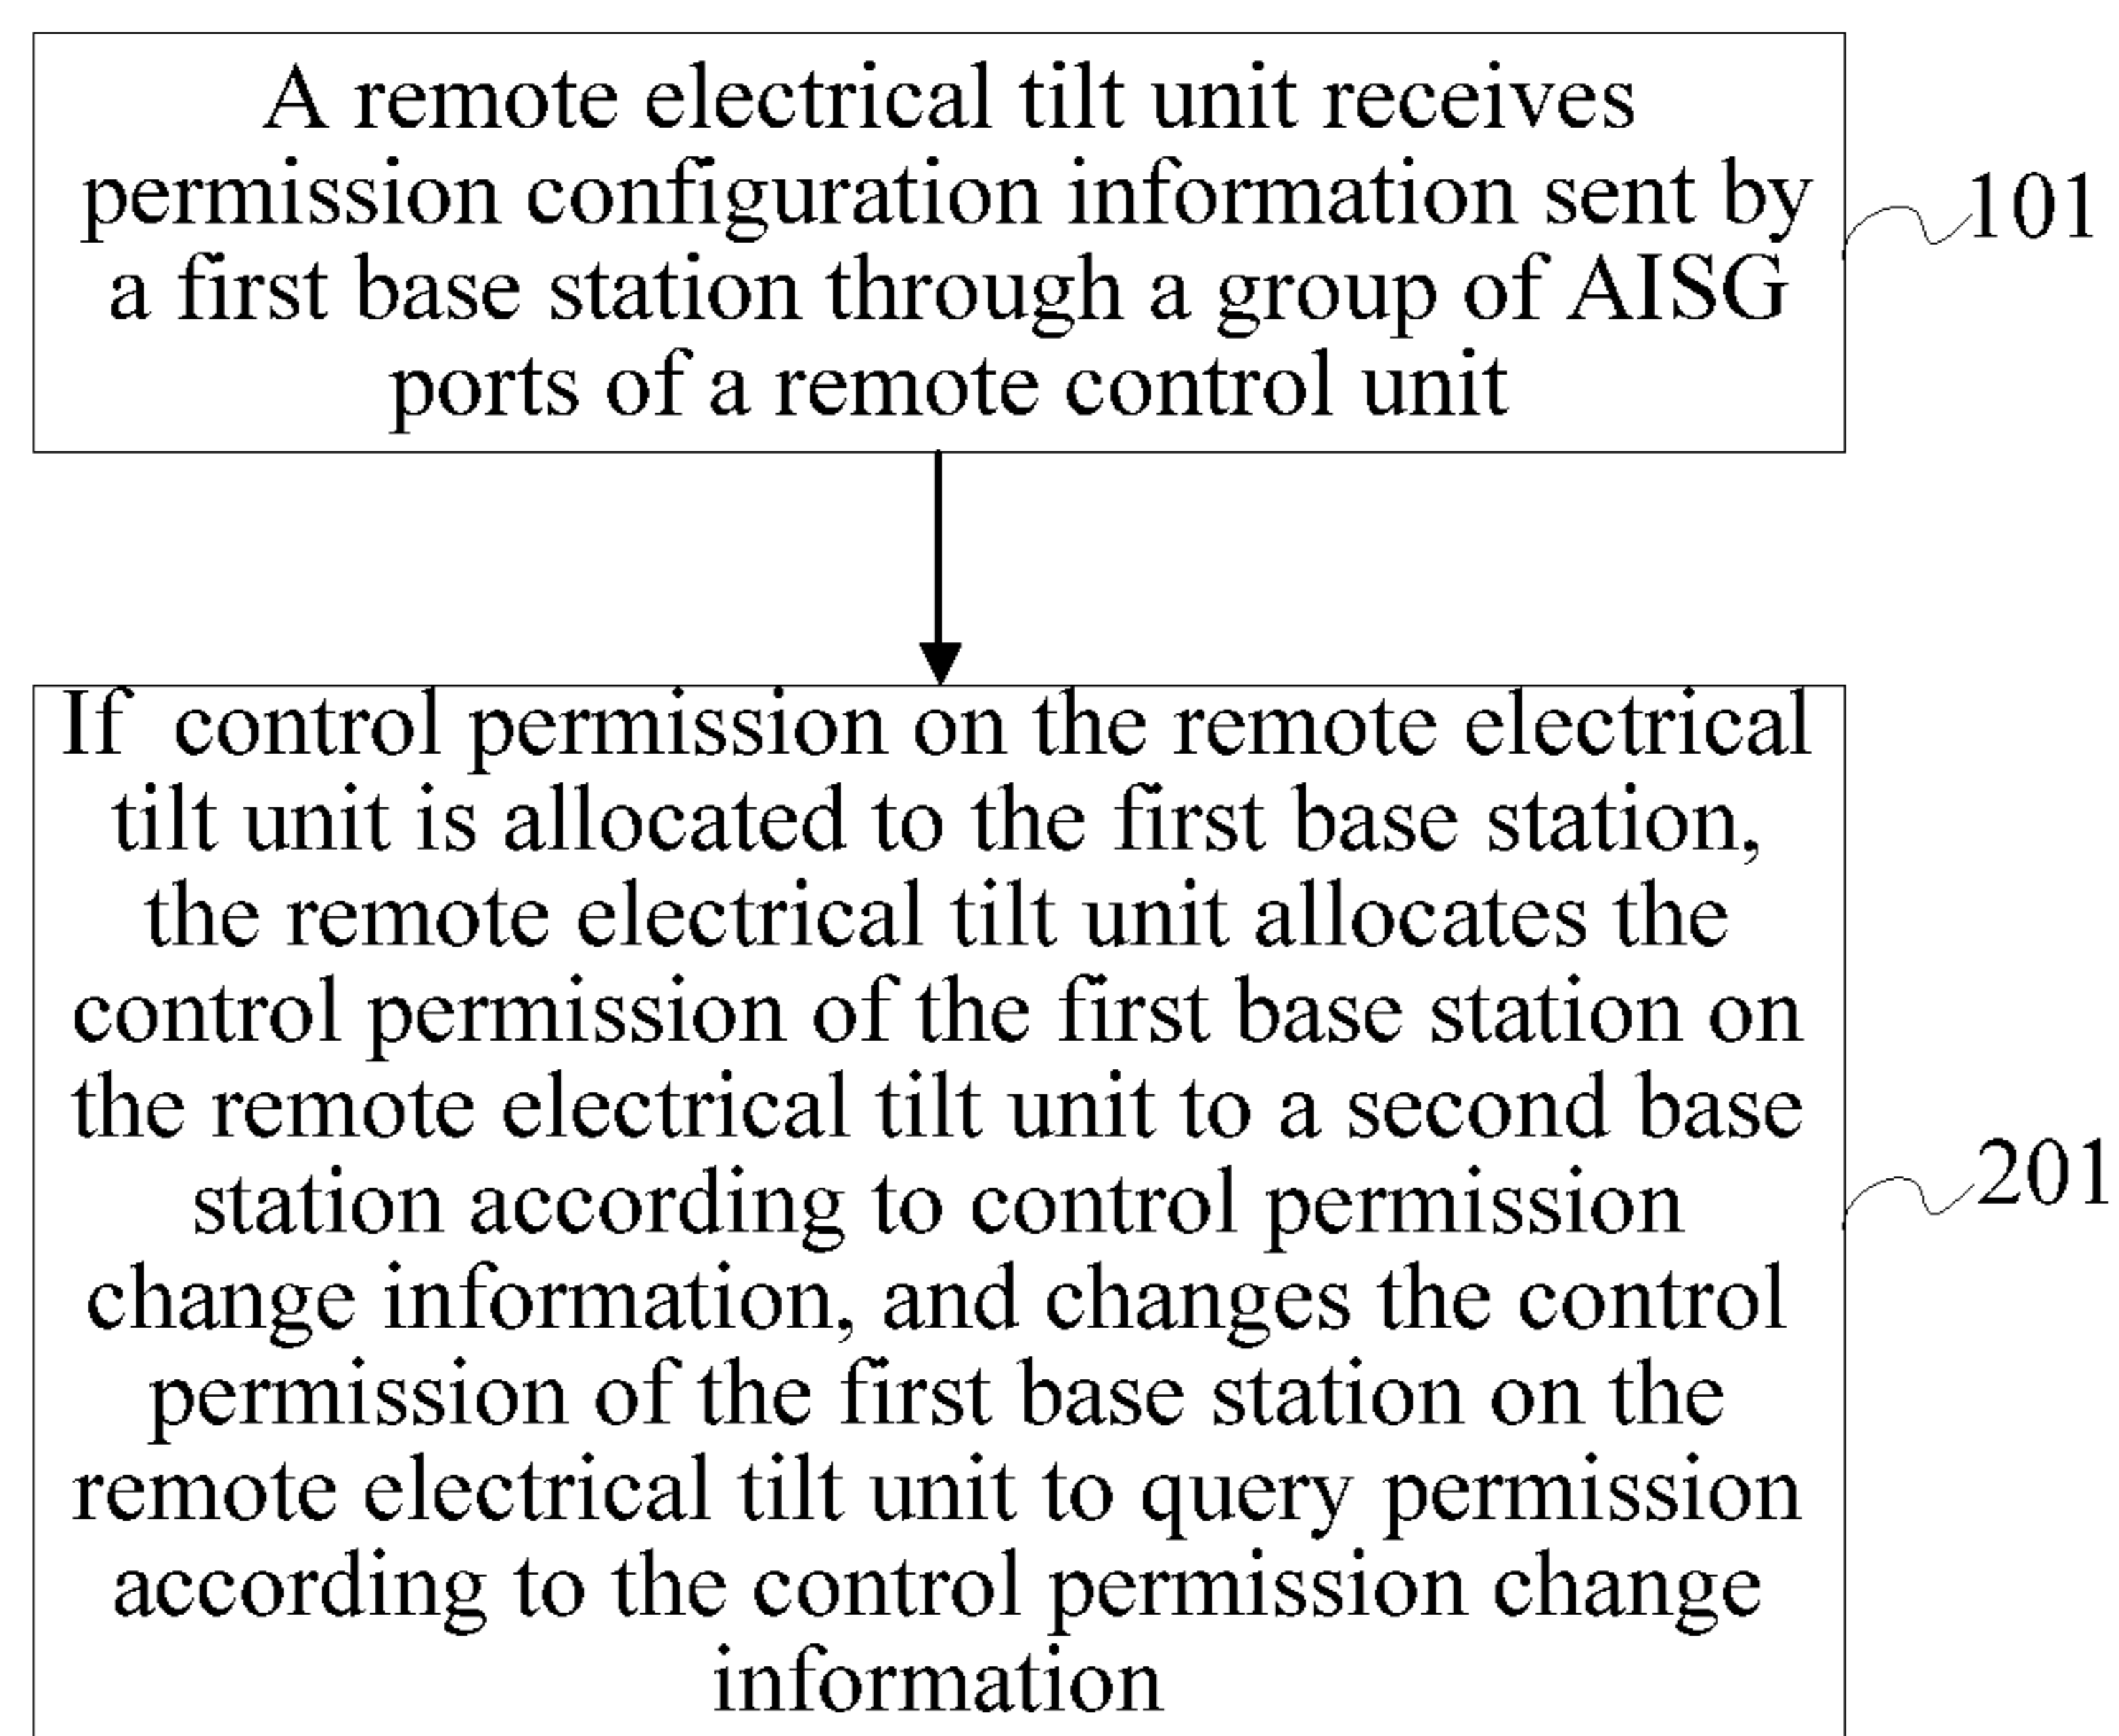 A remote electrical tilt unit receives
permission configuration information sent by
a first base station through a group of AISG
ports of a remote control unit
101
If control permission on the remote electrical
tilt unit is allocated to the first base station,
the remote electrical tilt unit allocates the
control permission of the first base station on
the remote electrical tilt unit to a second base
station according to control permission
change information, and changes the control
permission of the first base station on the
remote electrical tilt unit to query permission
according to the control permission change
information
201